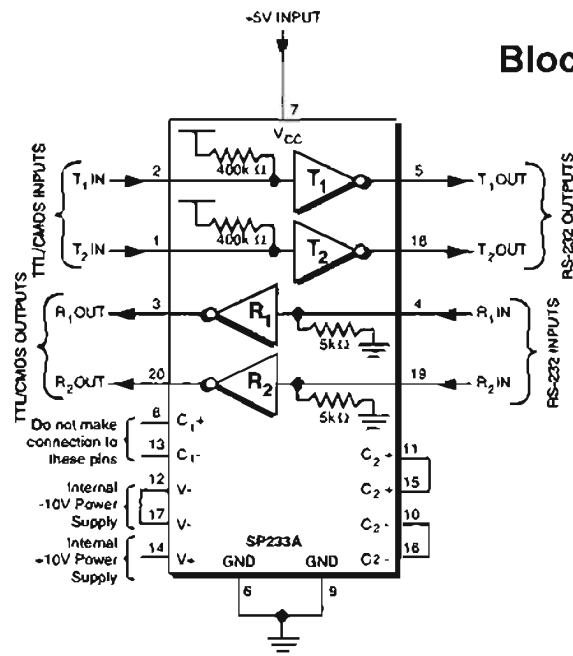 +5V INPUT
Bloc
7
VCC
400k Ω
T1 IN
2
T1
5
T1 OUT
400k Ω
T2 IN
1
T2
18
T2 OUT
TTL/CMOS INPUTS
RS-232 OUTPUTS
R1 OUT
3
R1
4
R1 IN
5kΩ
R2 OUT
20
R2
19
R2 IN
5kΩ
TTL/CMOS OUTPUTS
RS-232 INPUTS
Do not make
connection to
these pins
8
C1+
13
C1-
Internal
-10V Power
Supply
12
V-
17
V-
Internal
+10V Power
Supply
14
V+
C2+
11
C2+
15
C2-
10
C2-
16
SP233A
GND
GND
6
9